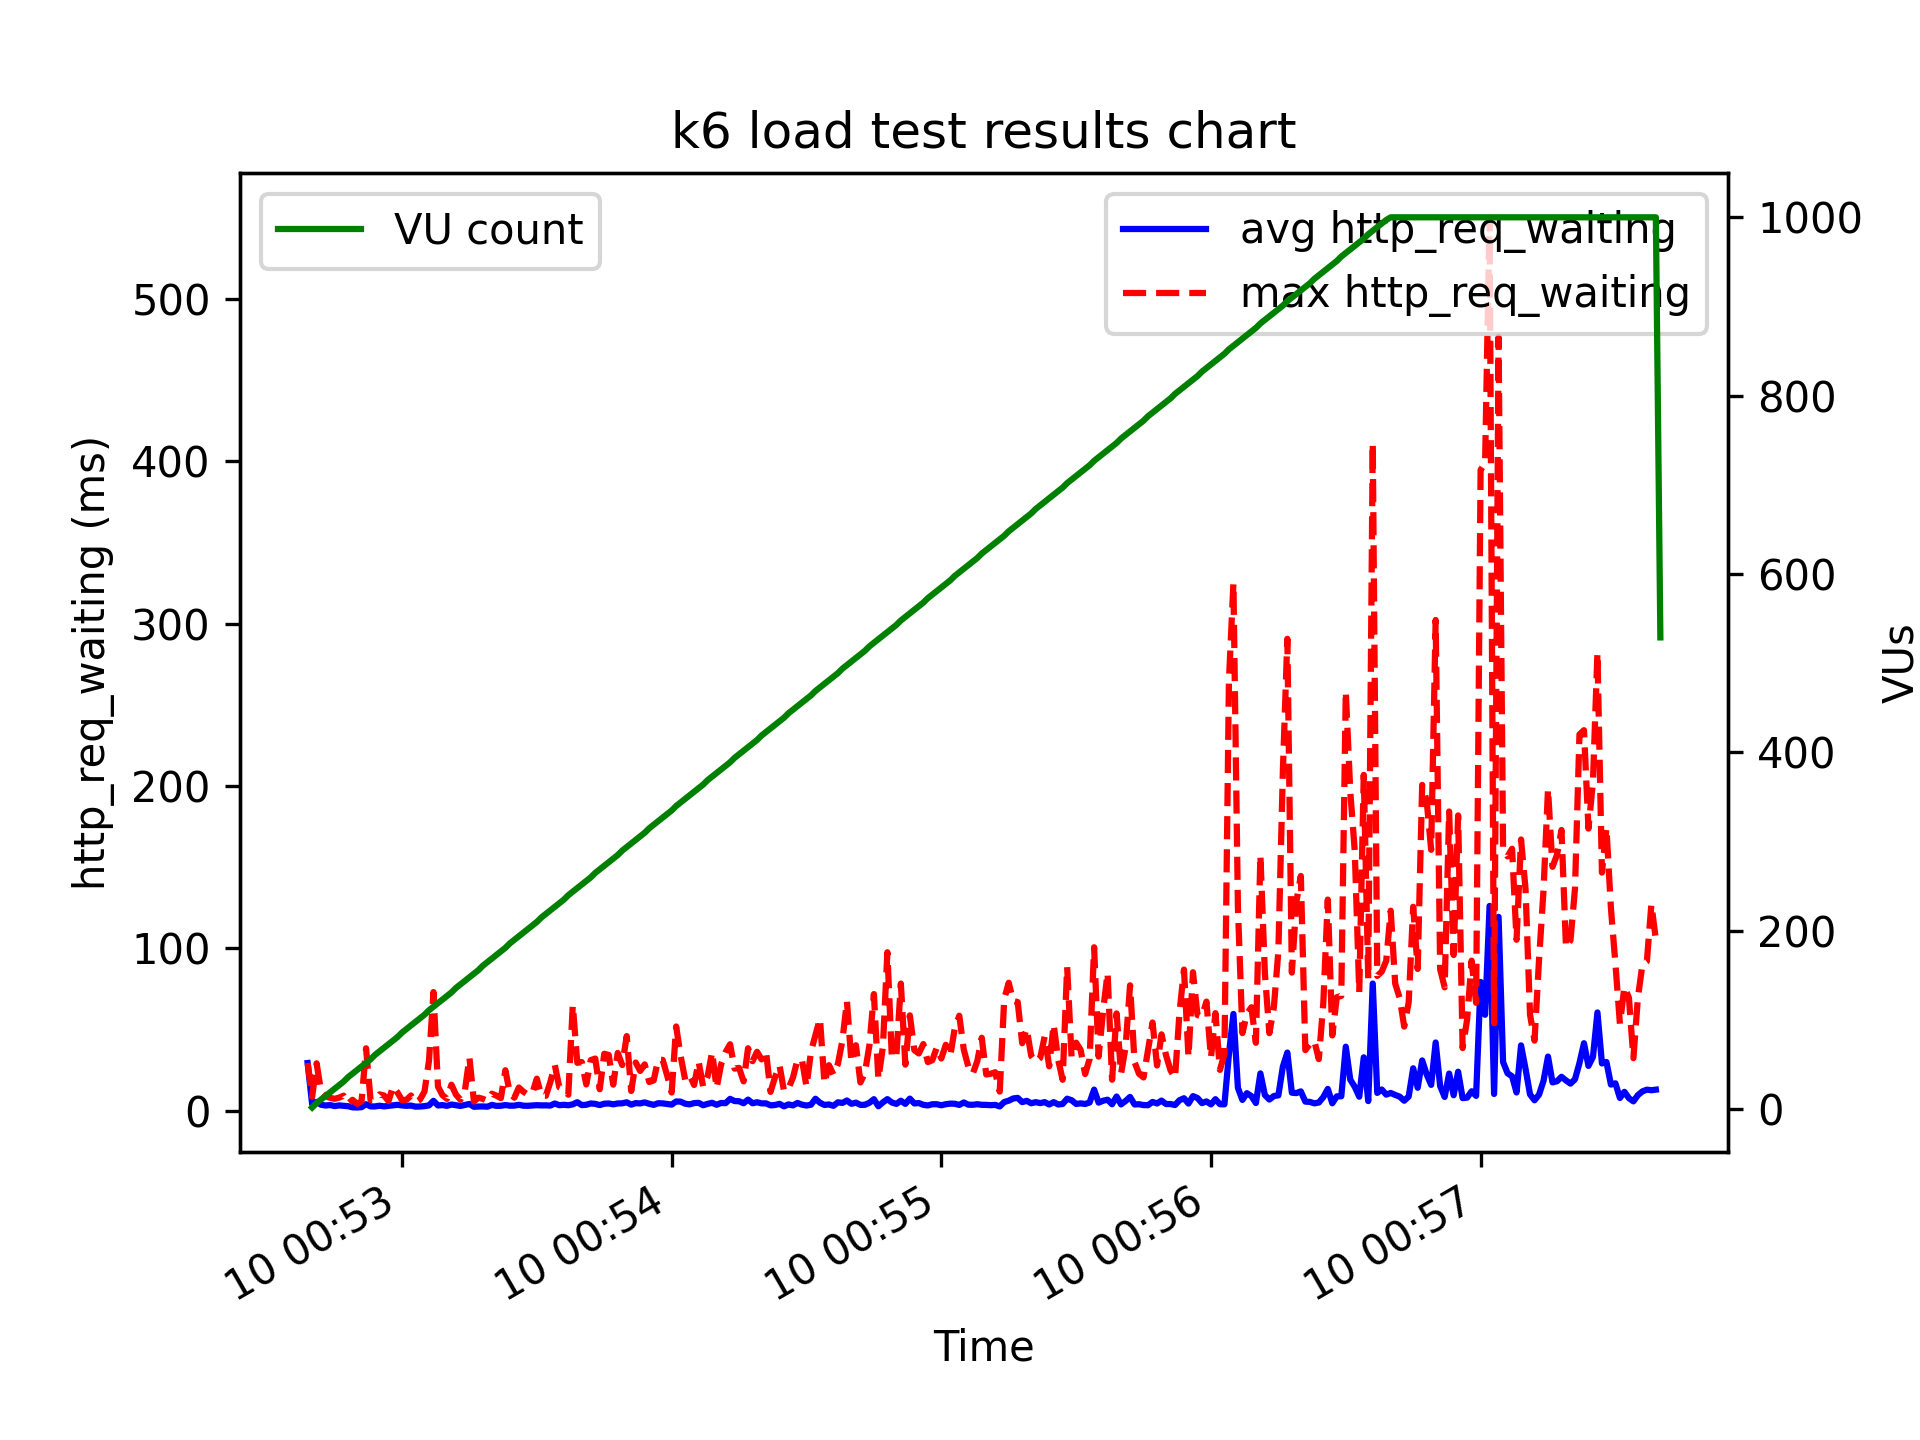 k6 load test results chart
VU count
avg http_req_waiting
max http_req_waiting
http_req_waiting (ms)
500
400
300
200
100
0
1000
800
600
400
200
0
VUs
10 00:53
10 00:54
10 00:55
10 00:56
10 00:57
Time